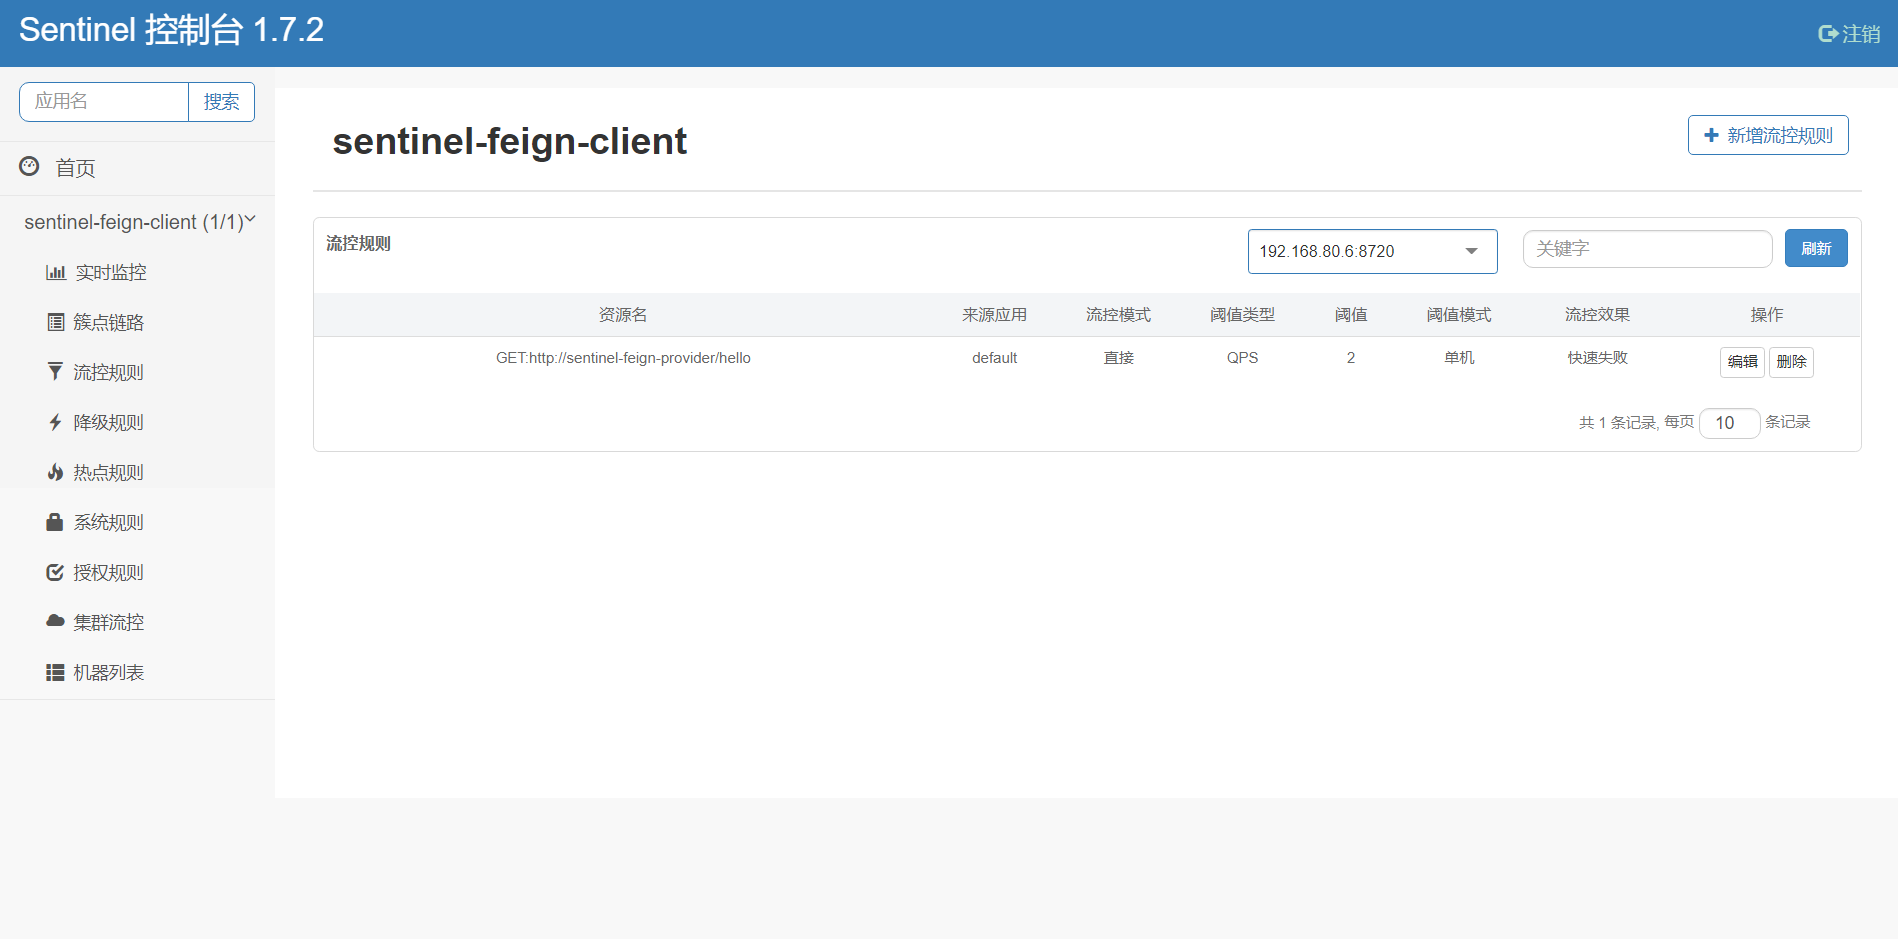 Sentinel 控制台 1.7.2
注销
应用名 搜索
首页
sentinel-feign-client (1/1)
实时监控
簇点链路
流控规则
降级规则
热点规则
系统规则
授权规则
集群流控
机器列表
sentinel-feign-client
新增流控规则
流控规则 192.168.80.6:8720 关键字 刷新
资源名 来源应用 流控模式 阈值类型 阈值 阈值模式 流控效果 操作
GET:http://sentinel-feign-provider/hello default 直接 QPS 2 单机 快速失败 编辑 删除
共 1 条记录, 每页 10 条记录